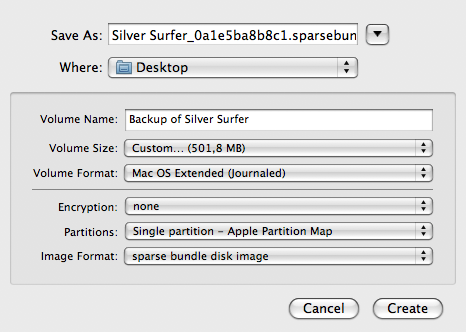 Save As: Silver Surfer_0a1e5ba8b8c1.sparsebun
Where: Desktop
Volume Name: Backup of Silver Surfer
Volume Size: Custom... (501,8 MB)
Volume Format: Mac OS Extended (Journaled)
Encryption: none
Partitions: Single partition – Apple Partition Map
Image Format: sparse bundle disk image
Cancel Create